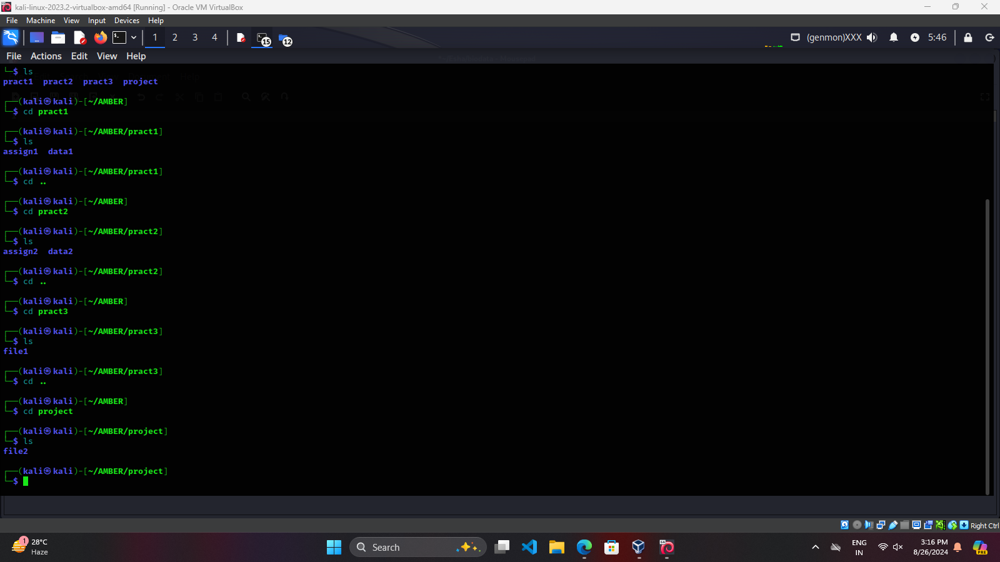 kali-linux-2023.2-virtualbox-amd64 [Running] - Oracle VM VirtualBox
File Machine View Input Devices Help
1 2 3 4 15 12 (genmon)XXX 5:46
File Actions Edit View Help
└─$ ls
pract1 pract2 pract3 project
┌──(kali㉿kali)-[~/AMBER]
└─$ cd pract1
┌──(kali㉿kali)-[~/AMBER/pract1]
└─$ ls
assign1 data1
┌──(kali㉿kali)-[~/AMBER/pract1]
└─$ cd ..
┌──(kali㉿kali)-[~/AMBER]
└─$ cd pract2
┌──(kali㉿kali)-[~/AMBER/pract2]
└─$ ls
assign2 data2
┌──(kali㉿kali)-[~/AMBER/pract2]
└─$ cd ..
┌──(kali㉿kali)-[~/AMBER]
└─$ cd pract3
┌──(kali㉿kali)-[~/AMBER/pract3]
└─$ ls
file1
┌──(kali㉿kali)-[~/AMBER/pract3]
└─$ cd ..
┌──(kali㉿kali)-[~/AMBER]
└─$ cd project
┌──(kali㉿kali)-[~/AMBER/project]
└─$ ls
file2
┌──(kali㉿kali)-[~/AMBER/project]
└─$
Right Ctrl
1 28°C
Haze
Search
ENG
IN
3:16 PM
8/26/2024
PRE